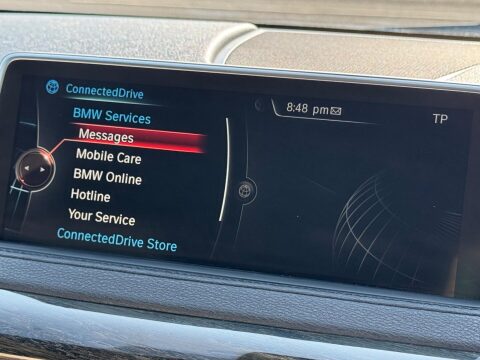 ConnectedDrive
8:48 pm
TP
BMW Services
Messages
Mobile Care
BMW Online
Hotline
Your Service
ConnectedDrive Store